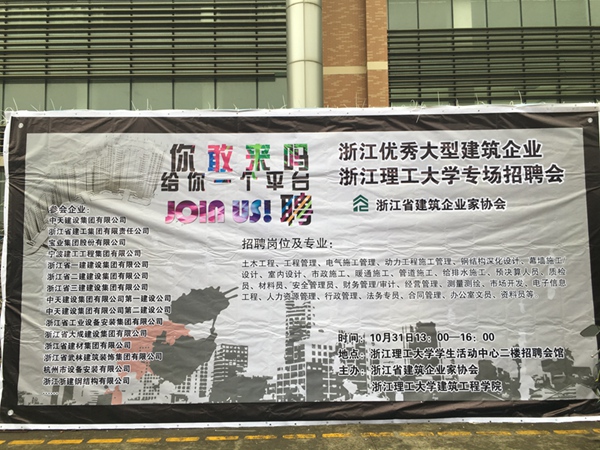 你敢来吗
给你一个平台
JOIN US! 聘
浙江优秀大型建筑企业
浙江理工大学专场招聘会
浙江省建筑企业家协会
参会企业：
中天建设集团有限公司
浙江省建工集团有限责任公司
宝业集团股份有限公司
宁波建工工程集团有限公司
浙江省一建建设集团有限公司
浙江省二建建设集团有限公司
浙江省三建建设集团有限公司
中天建设集团有限公司第一建设公司
中天建设集团有限公司第二建设公司
浙江省工业设备安装集团有限公司
浙江省大成建设集团有限公司
浙江省建材集团有限公司
浙江省武林建筑装饰集团有限公司
杭州市设备安装有限公司
浙江浙建钢结构有限公司
招聘岗位及专业：
土木工程、工程管理、电气施工管理、动力工程施工管理、钢结构深化设计、幕墙施工/
设计、室内设计、市政施工、暖通施工、管道施工、给排水施工、预决算人员、质检
员、材料员、安全管理员、财务管理/审计、经营管理、测量测绘、市场开发、电子信息
工程、人力资源管理、行政管理、法务专员、合同管理、办公室文员、资料员等
时间：10月31日13：00—16：00
地点：浙江理工大学学生活动中心二楼招聘会馆
主办：浙江省建筑企业家协会
浙江理工大学建筑工程学院